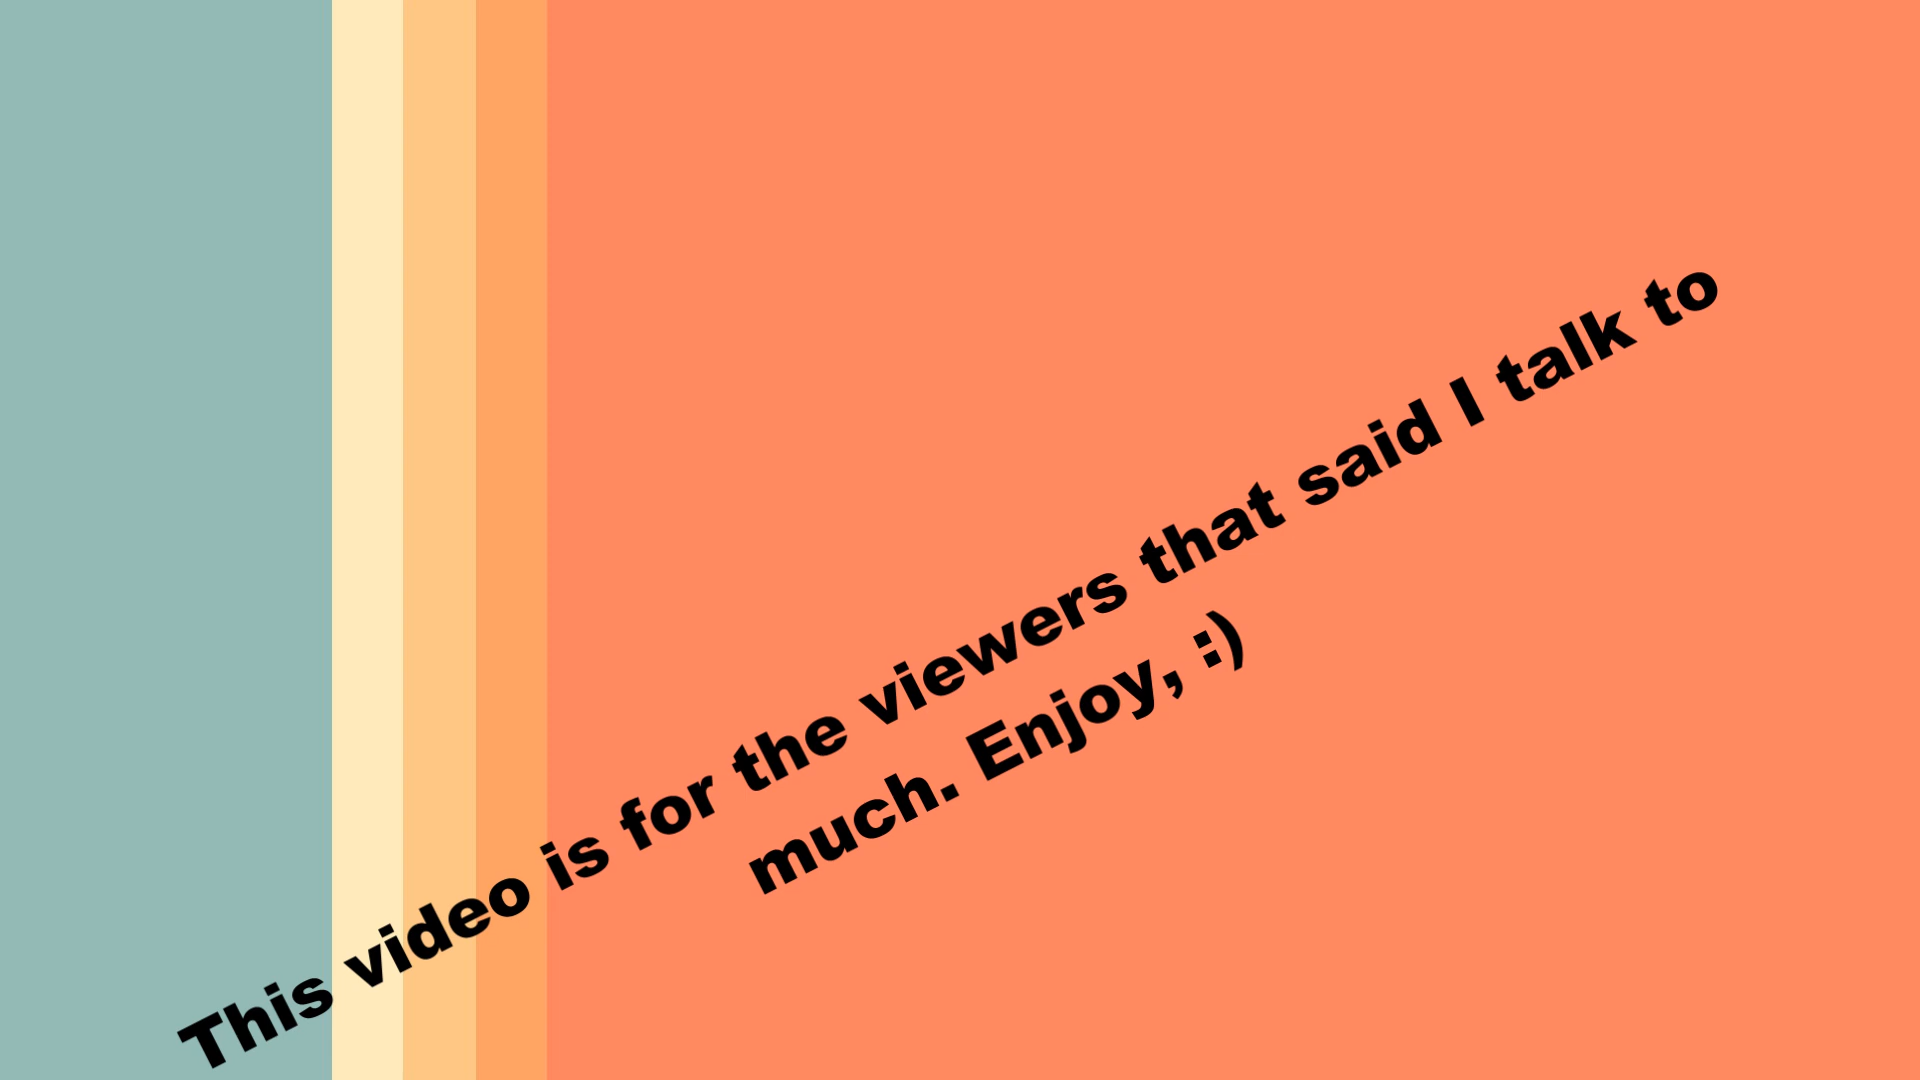 This video is for the viewers that said I talk to
much. Enjoy, :)